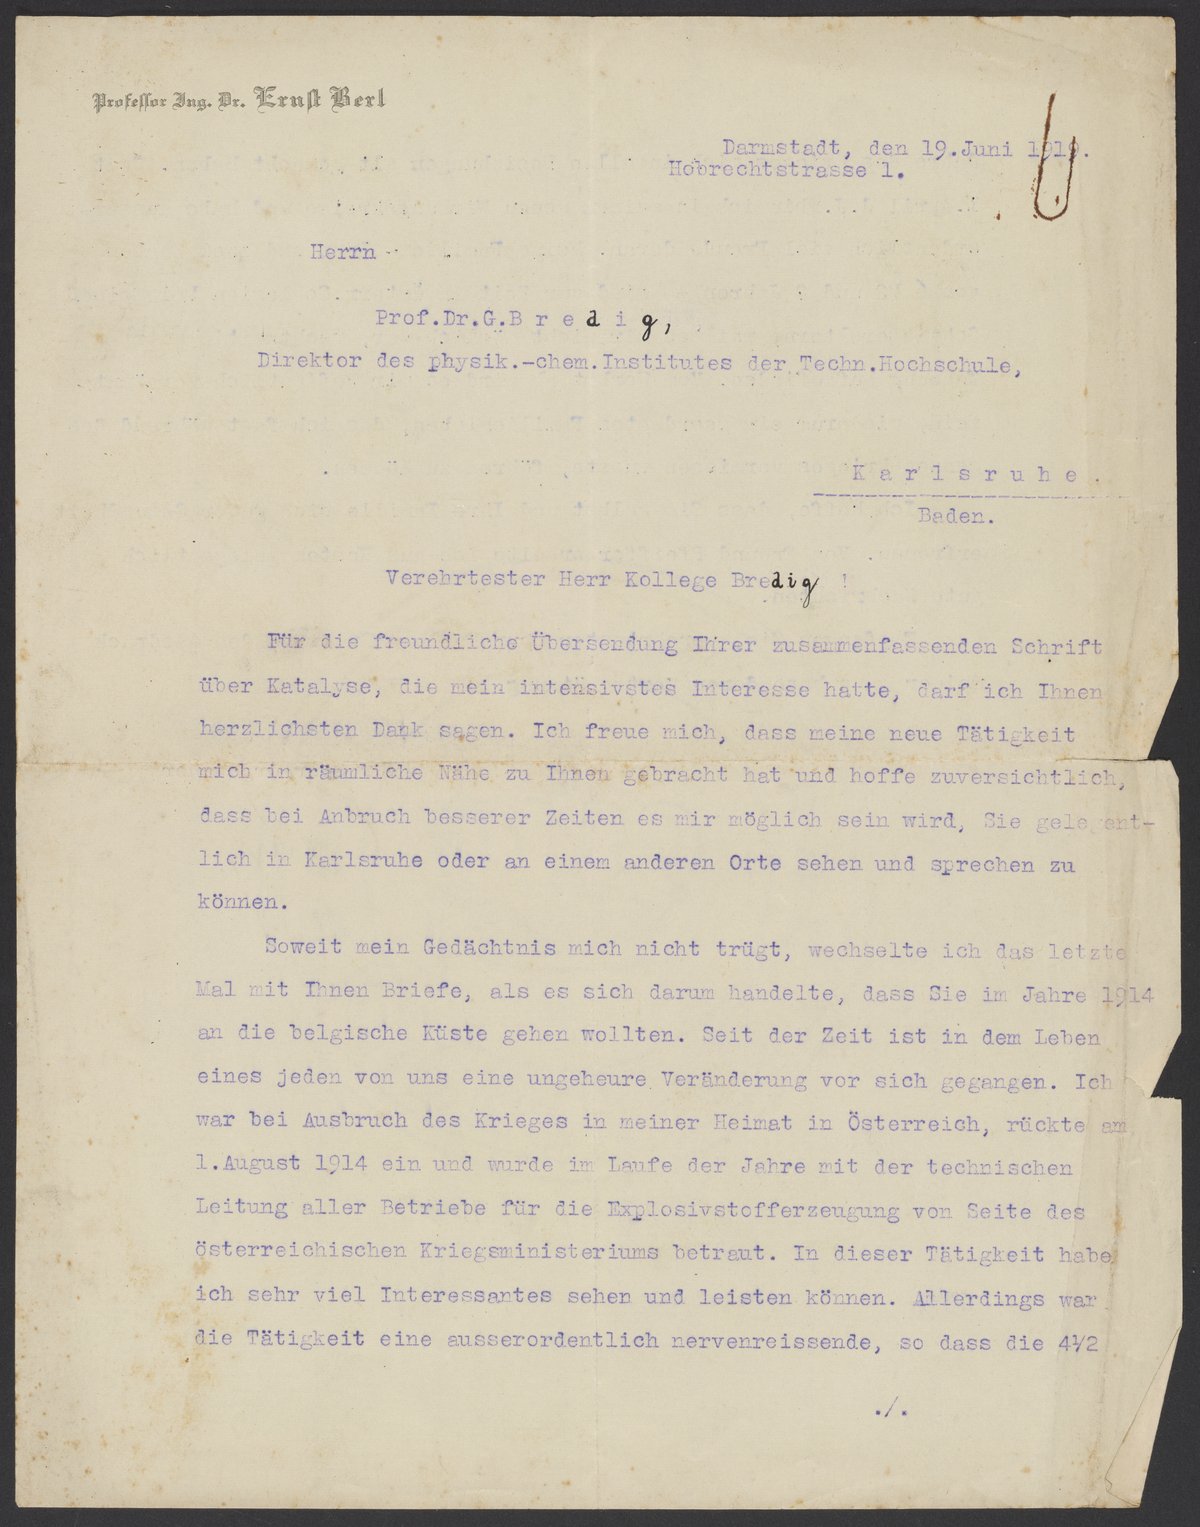 Professor Ing. Dr. Ernst Berl
Darmstadt, den 19.Juni 1919.
Hobrechtstrasse 1.
Herrn
Prof.Dr.G.B r e d i g,
Direktor des physik.-chem.Institutes der Techn.Hochschule,
K a r l s r u h e .
Baden.
Verehrtester Herr Kollege Bredig !
Für die freundliche Übersendung Ihrer zusammenfassenden Schrift
über Katalyse, die mein intensivstes Interesse hatte, darf ich Ihnen
herzlichsten Dank sagen. Ich freue mich, dass meine neue Tätigkeit
mich in räumliche Nähe zu Ihnen gebracht hat und hoffe zuversichtlich,
dass bei Anbruch besserer Zeiten es mir möglich sein wird, Sie gelegent-
lich in Karlsruhe oder an einem anderen Orte sehen und sprechen zu
können.
Soweit mein Gedächtnis mich nicht trügt, wechselte ich das letzte
Mal mit Ihnen Briefe, als es sich darum handelte, dass Sie im Jahre 1914
an die belgische Küste gehen wollten. Seit der Zeit ist in dem Leben
eines jeden von uns eine ungeheure Veränderung vor sich gegangen. Ich
war bei Ausbruch des Krieges in meiner Heimat in Österreich, rückte am
1.August 1914 ein und wurde im Laufe der Jahre mit der technischen
Leitung aller Betriebe für die Explosivstofferzeugung von Seite des
österreichischen Kriegsministeriums betraut. In dieser Tätigkeit habe
ich sehr viel Interessantes sehen und leisten können. Allerdings war
die Tätigkeit eine ausserordentlich nervenreissende, so dass die 4½
./.